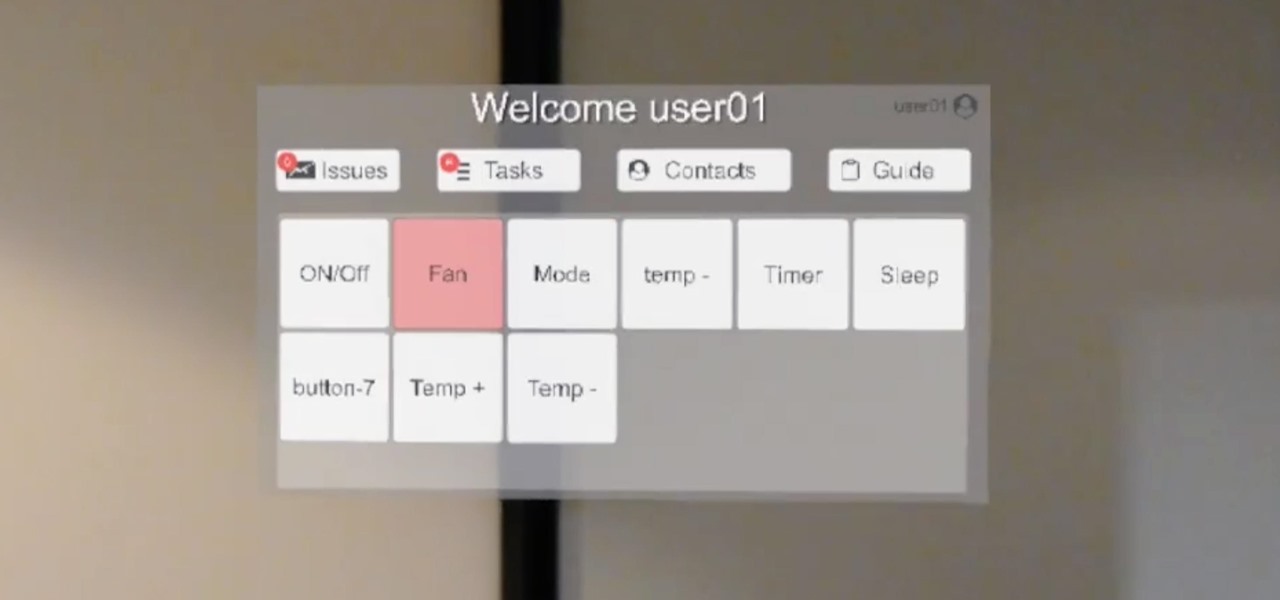 Welcome user01
user01
Issues Tasks Contacts Guide
ON/Off Fan Mode temp - Timer Sleep
button-7 Temp + Temp -